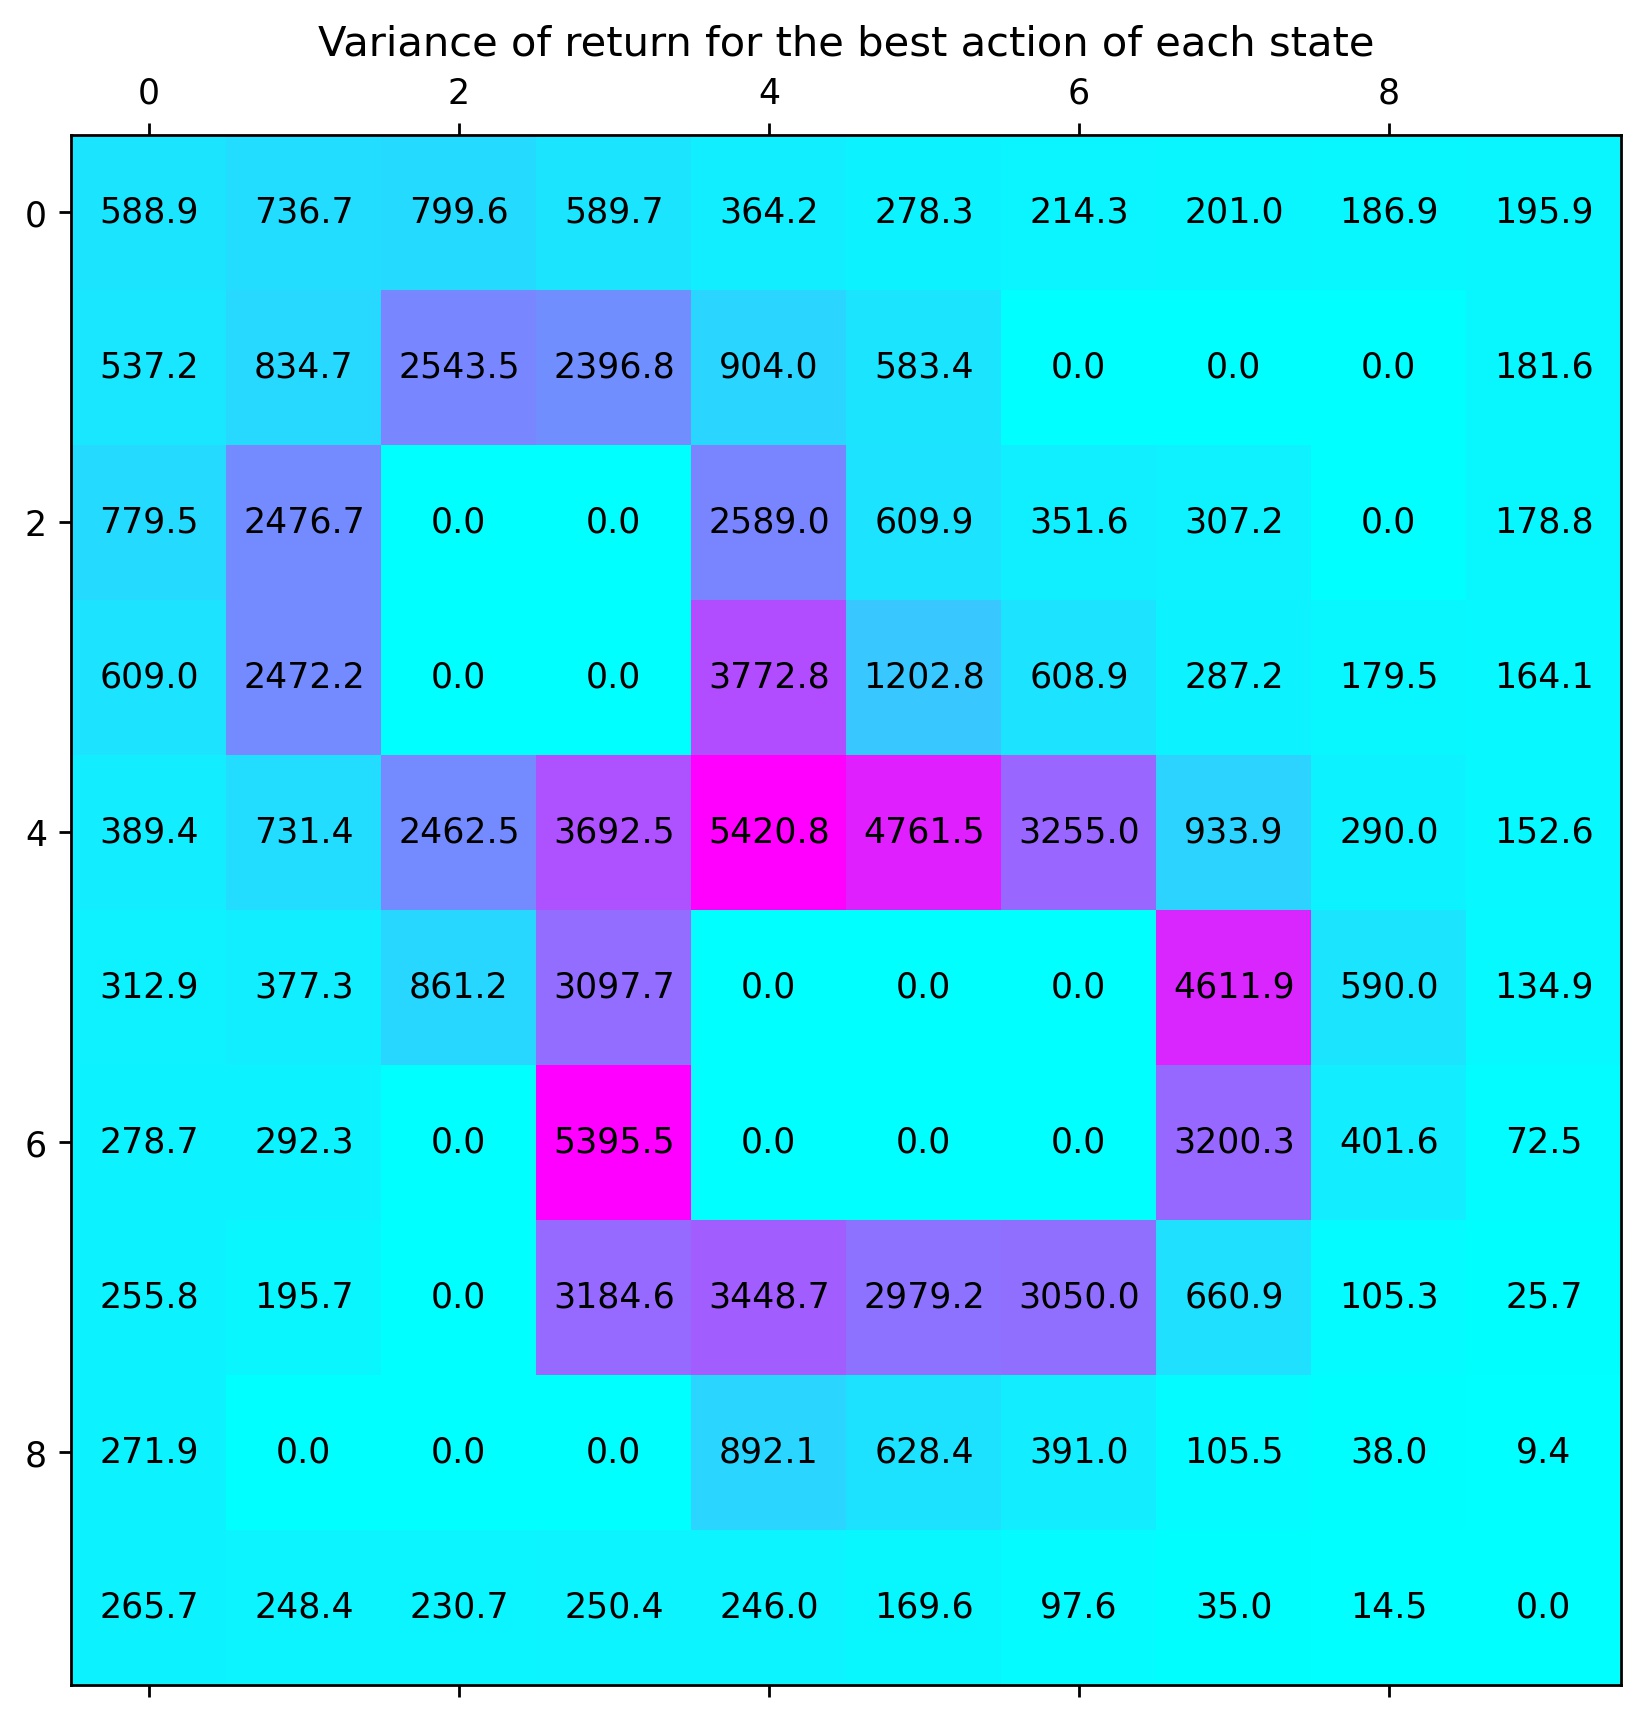 Variance of return for the best action of each state
0 2 4 6 8
0 588.9 736.7 799.6 589.7 364.2 278.3 214.3 201.0 186.9 195.9
537.2 834.7 2543.5 2396.8 904.0 583.4 0.0 0.0 0.0 181.6
2 779.5 2476.7 0.0 0.0 2589.0 609.9 351.6 307.2 0.0 178.8
609.0 2472.2 0.0 0.0 3772.8 1202.8 608.9 287.2 179.5 164.1
4 389.4 731.4 2462.5 3692.5 5420.8 4761.5 3255.0 933.9 290.0 152.6
312.9 377.3 861.2 3097.7 0.0 0.0 0.0 4611.9 590.0 134.9
6 278.7 292.3 0.0 5395.5 0.0 0.0 0.0 3200.3 401.6 72.5
255.8 195.7 0.0 3184.6 3448.7 2979.2 3050.0 660.9 105.3 25.7
8 271.9 0.0 0.0 0.0 892.1 628.4 391.0 105.5 38.0 9.4
265.7 248.4 230.7 250.4 246.0 169.6 97.6 35.0 14.5 0.0